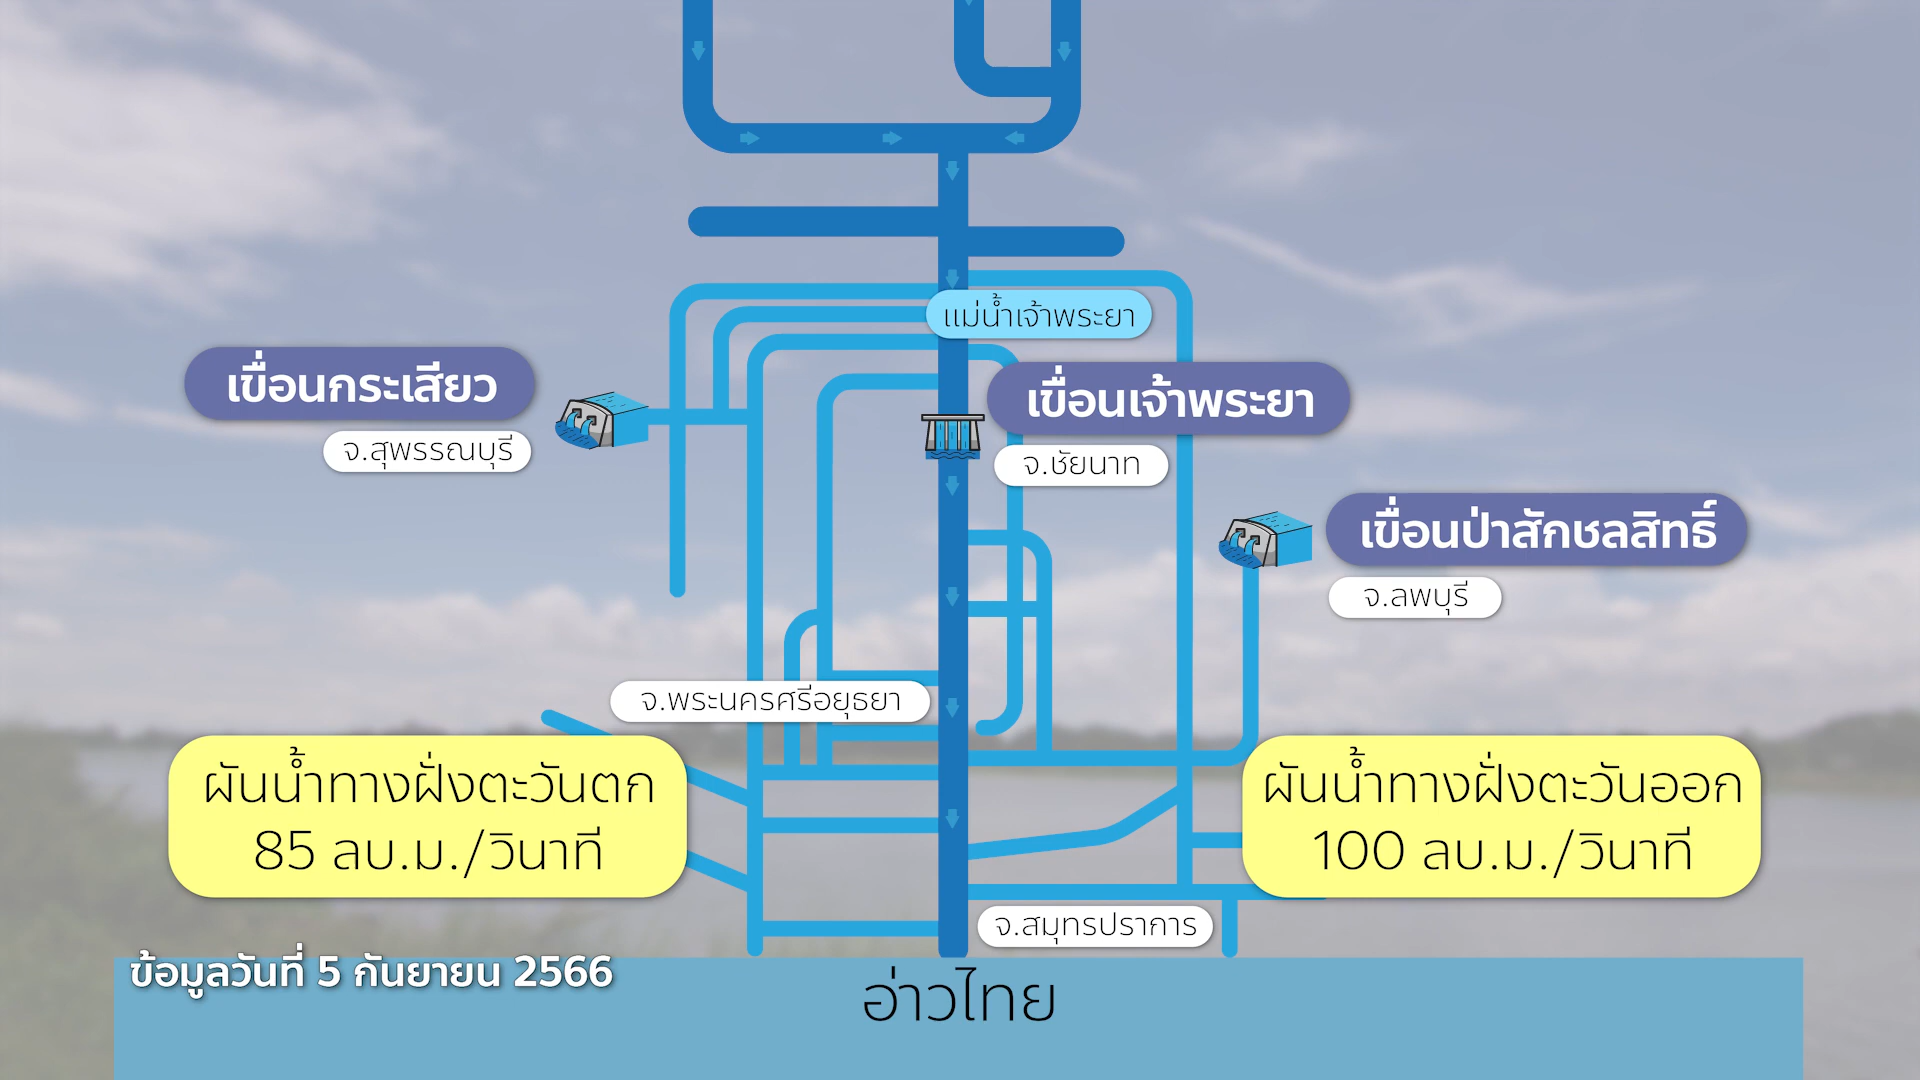 แม่น้ำเจ้าพระยา
เขื่อนกระเสียว
จ.สุพรรณบุรี
เขื่อนเจ้าพระยา
จ.ชัยนาท
เขื่อนป่าสักชลสิทธิ์
จ.ลพบุรี
จ.พระนครศรีอยุธยา
ผันน้ำทางฝั่งตะวันตก
85 ลบ.ม./วินาที
ผันน้ำทางฝั่งตะวันออก
100 ลบ.ม./วินาที
จ.สมุทรปราการ
ข้อมูลวันที่ 5 กันยายน 2566
อ่าวไทย